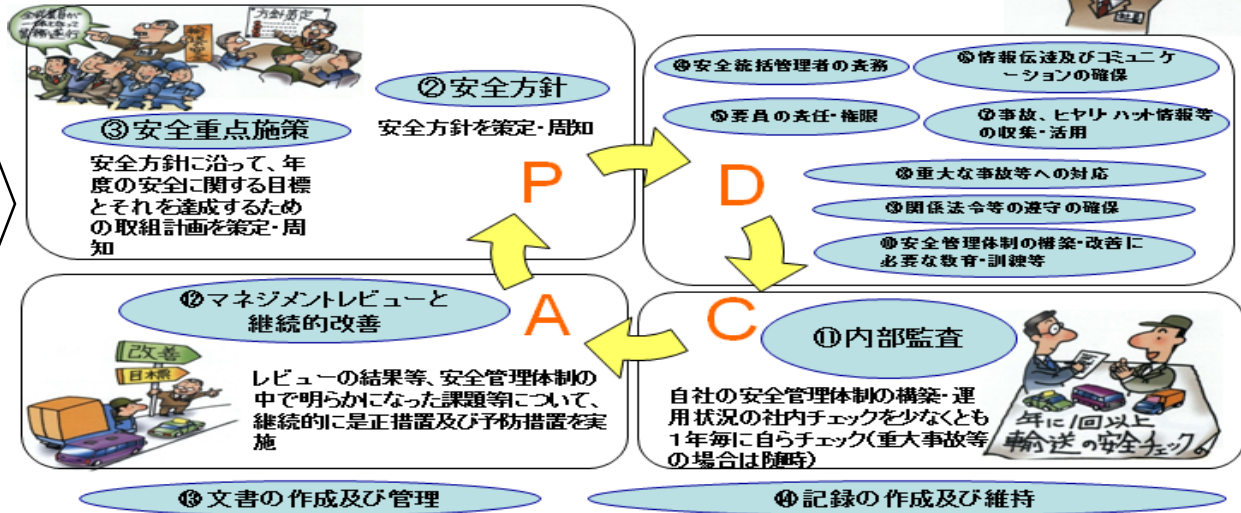 全従業員が
一体となって
方針策定
②安全方針
安全方針を策定・周知
③安全重点施策
安全方針に沿って、年
度の安全に関する目標
とそれを達成するため
の取組計画を策定・周
知
P
D
④安全統括管理者の責務
⑤要員の責任・権限
⑥情報伝達及びコミュニケ
ーションの確保
⑦事故、ヒヤリ・ハット情報等
の収集・活用
⑧重大な事故等への対応
⑨関係法令等の遵守の確保
⑩安全管理体制の構築・改善に
必要な教育・訓練等
A
C
⑫マネジメントレビューと
継続的改善
改善
目標
レビューの結果等、安全管理体制の
中で明らかになった課題等について、
継続的に是正措置及び予防措置を実
施
⑪内部監査
自社の安全管理体制の構築・運
用状況の社内チェックを少なくとも
1年毎に自らチェック(重大事故等
の場合は随時)
年に1回以上
輸送の安全チェック
⑬文書の作成及び管理
⑭記録の作成及び維持